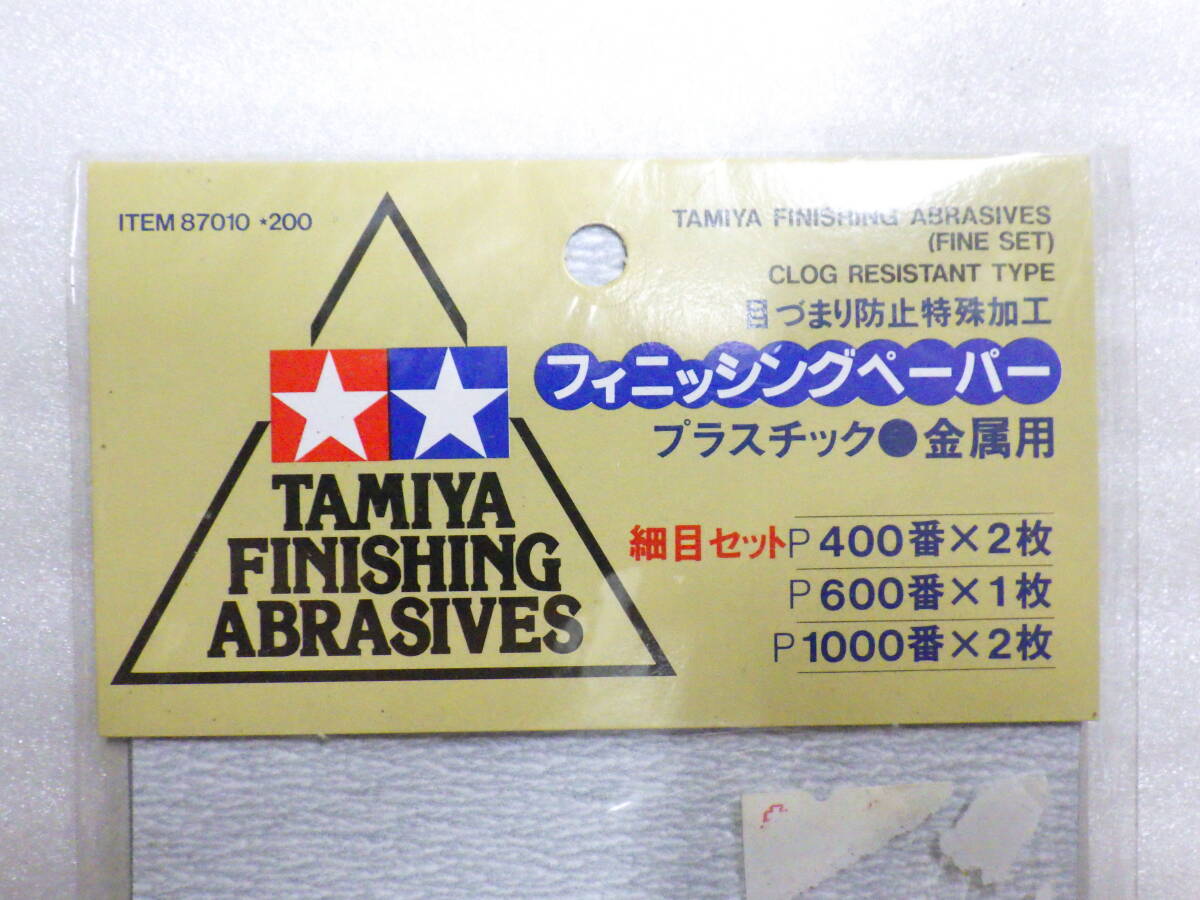 ITEM 87010 *200
TAMIYA
FINISHING
ABRASIVES
TAMIYA FINISHING ABRASIVES
(FINE SET)
CLOG RESISTANT TYPE
目づまり防止特殊加工
フィニッシングペーパー
プラスチック●金属用
細目セット P 400番×2枚
P 600番×1枚
P 1000番×2枚